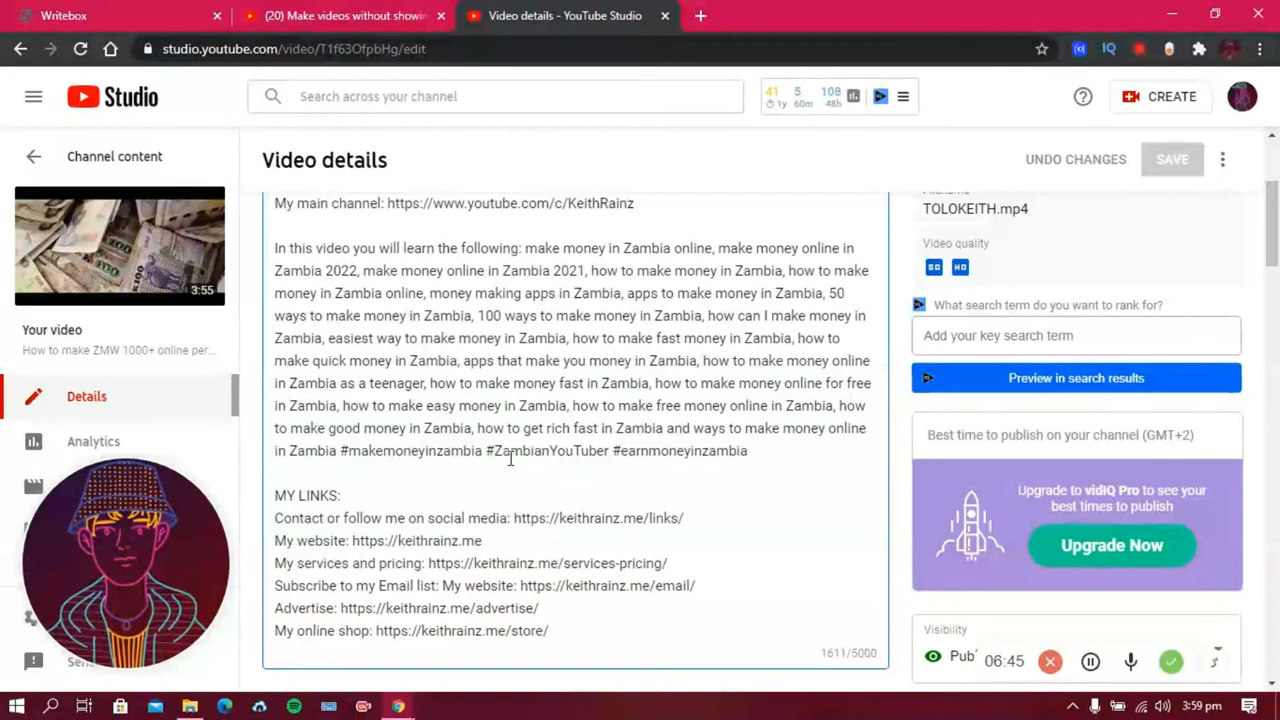 Writebox
(20) Make videos without showin
Video details - YouTube Studio
studio.youtube.com/video/T1f63OfpbHg/edit
IQ
Studio
Search across your channel
41 5 108
1y 60m 48h
CREATE
Channel content
Video details
UNDO CHANGES
SAVE
3:55
Your video
How to make ZMW 1000+ online per...
Details
Analytics
My main channel: https://www.youtube.com/c/KeithRainz
In this video you will learn the following: make money in Zambia online, make money online in
Zambia 2022, make money online in Zambia 2021, how to make money in Zambia, how to make
money in Zambia online, money making apps in Zambia, apps to make money in Zambia, 50
ways to make money in Zambia, 100 ways to make money in Zambia, how can I make money in
Zambia, easiest way to make money in Zambia, how to make fast money in Zambia, how to
make quick money in Zambia, apps that make you money in Zambia, how to make money online
in Zambia as a teenager, how to make money fast in Zambia, how to make money online for free
in Zambia, how to make easy money in Zambia, how to make free money online in Zambia, how
to make good money in Zambia, how to get rich fast in Zambia and ways to make money online
in Zambia #makemoneyinzambia #ZambianYouTuber #earnmoneyinzambia
MY LINKS:
Contact or follow me on social media: https://keithrainz.me/links/
My website: https://keithrainz.me
My services and pricing: https://keithrainz.me/services-pricing/
Subscribe to my Email list: My website: https://keithrainz.me/email/
Advertise: https://keithrainz.me/advertise/
My online shop: https://keithrainz.me/store/
1611/5000
TOLOKEITH.mp4
Video quality
SD HD
What search term do you want to rank for?
Add your key search term
Preview in search results
Best time to publish on your channel (GMT+2)
Upgrade to vidIQ Pro to see your
best times to publish
Upgrade Now
Visibility
Pub
06:45
3:59 pm